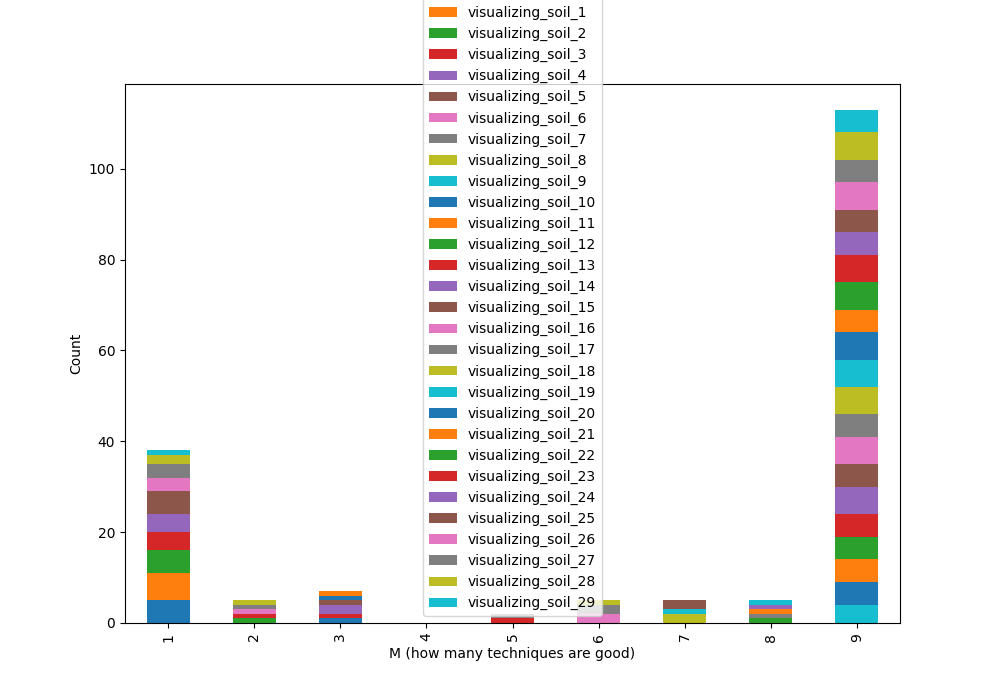 visualizing_soil_1
visualizing_soil_2
visualizing_soil_3
visualizing_soil_4
visualizing_soil_5
visualizing_soil_6
visualizing_soil_7
visualizing_soil_8
visualizing_soil_9
visualizing_soil_10
visualizing_soil_11
visualizing_soil_12
visualizing_soil_13
visualizing_soil_14
visualizing_soil_15
visualizing_soil_16
visualizing_soil_17
visualizing_soil_18
visualizing_soil_19
visualizing_soil_20
visualizing_soil_21
visualizing_soil_22
visualizing_soil_23
visualizing_soil_24
visualizing_soil_25
visualizing_soil_26
visualizing_soil_27
visualizing_soil_28
visualizing_soil_29
100
80
60
40
20
0
Count
1 2 3 4 5 6 7 8 9
M (how many techniques are good)